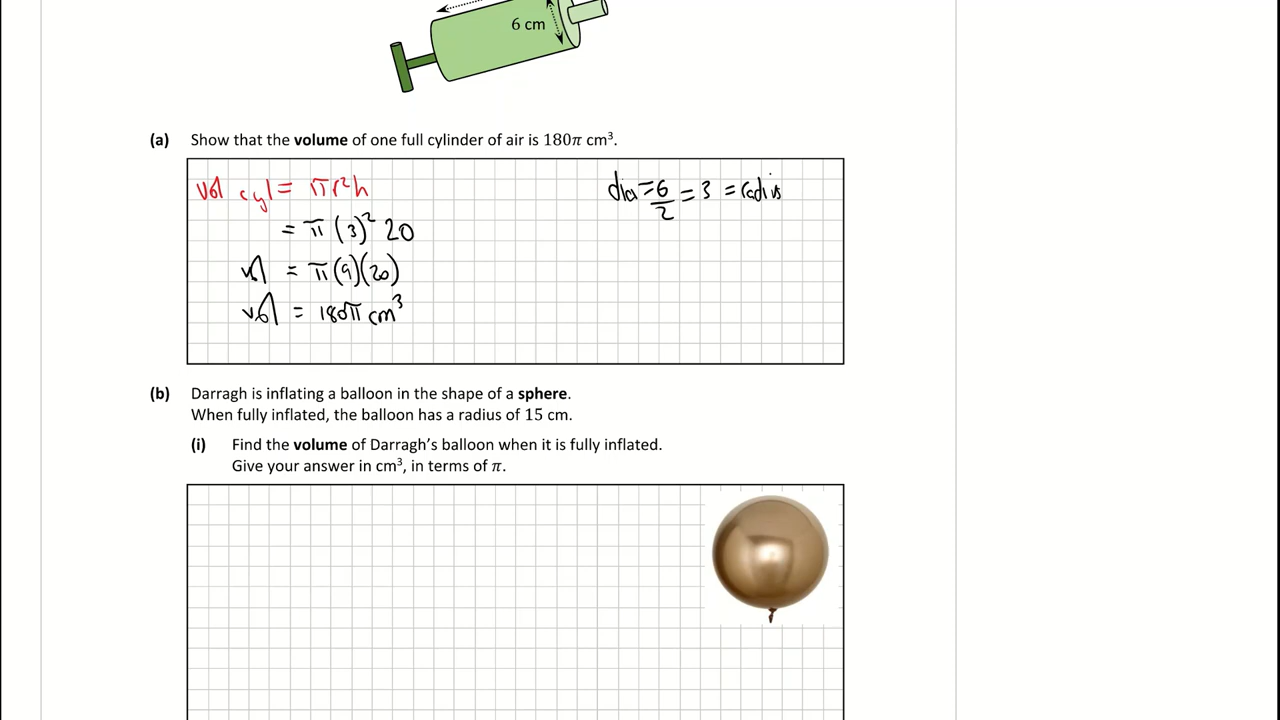 6 cm
(a) Show that the volume of one full cylinder of air is 180π cm³.
vol cyl = πr²h
dia = 6/2 = 3 = radius
= π(3)² 20
vol = π(9)(20)
vol = 180π cm³
(b) Darragh is inflating a balloon in the shape of a sphere.
When fully inflated, the balloon has a radius of 15 cm.
(i) Find the volume of Darragh's balloon when it is fully inflated.
Give your answer in cm³, in terms of π.